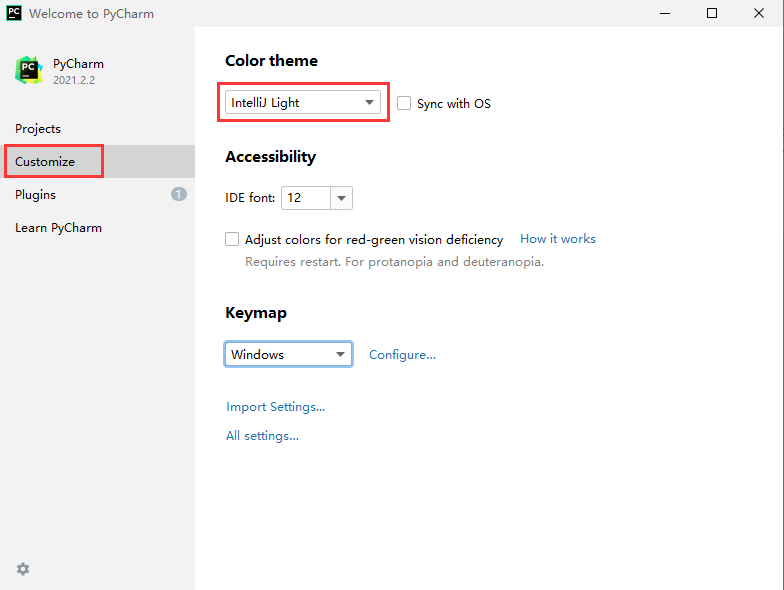 PC Welcome to PyCharm
PC PyCharm
2021.2.2
Projects
Customize
Plugins 1
Learn PyCharm
Color theme
IntelliJ Light Sync with OS
Accessibility
IDE font: 12
Adjust colors for red-green vision deficiency How it works
Requires restart. For protanopia and deuteranopia.
Keymap
Windows Configure...
Import Settings...
All settings...